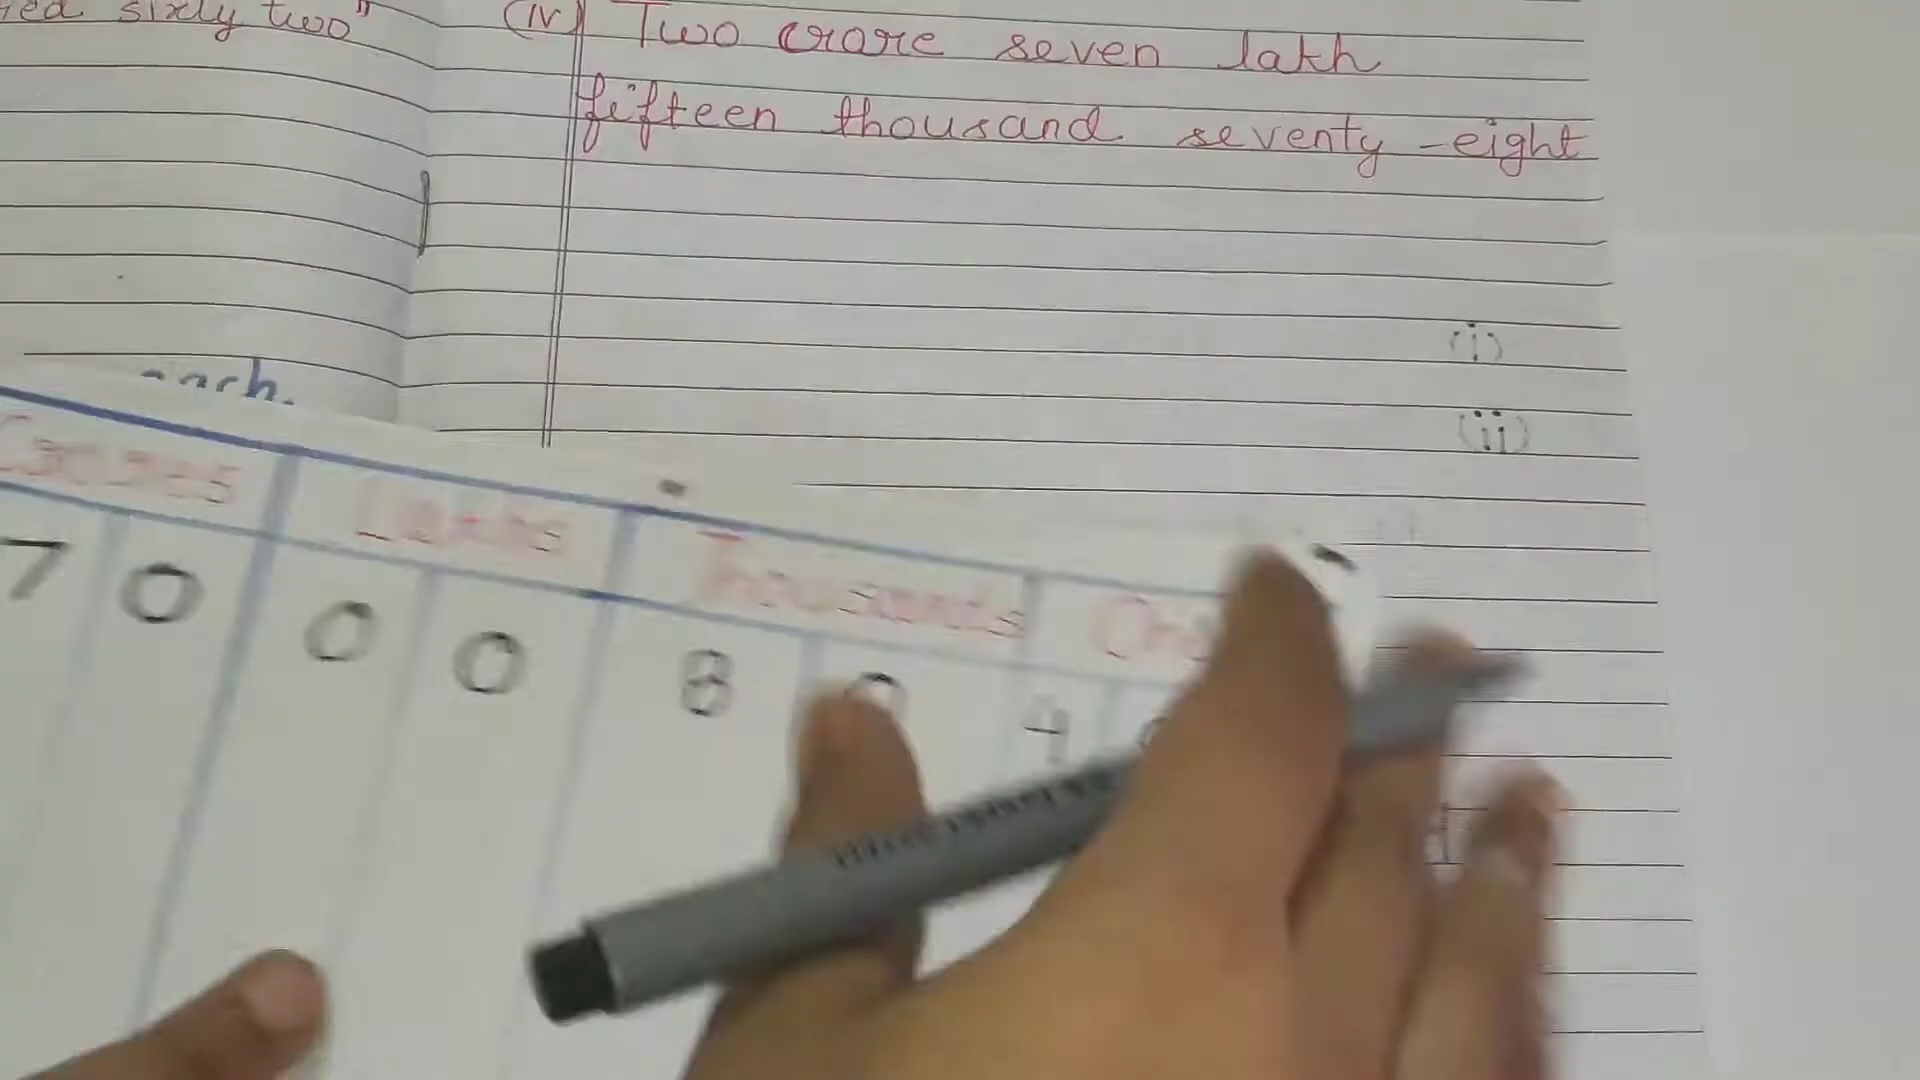 sixty two"
(iv) Two crore seven lakh
fifteen thousand seventy-eight
(i)
(ii)
Crores Lakhs Thousands
7 0 0 0 8 0 4